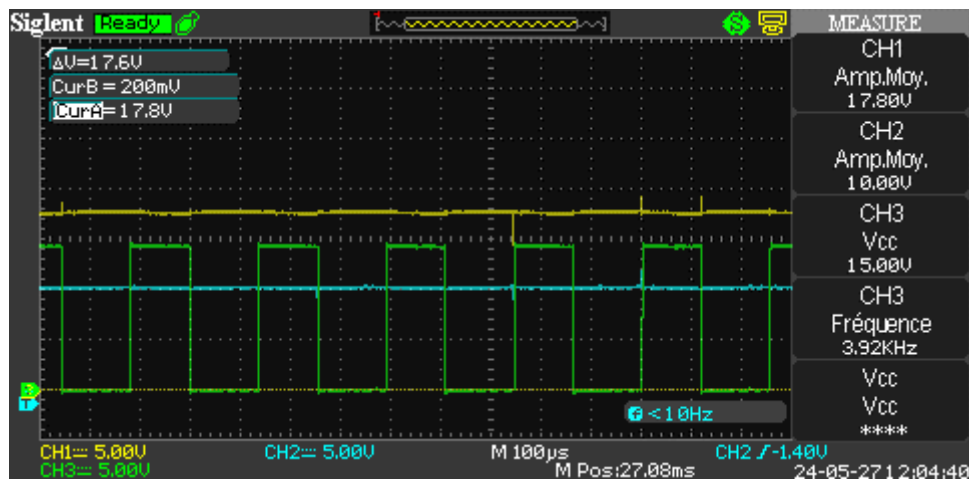 Siglent Ready MEASURE
ΔV=17.6V
CurB = 200mV
CurA=17.8V
CH1
Amp.Moy.
17.80V
CH2
Amp.Moy.
10.00V
CH3
Vcc
15.00V
CH3
Fréquence
3.92KHz
Vcc
Vcc
****
<10Hz
CH1 5.00V CH2 5.00V M 100μs CH2 -1.40V
CH3 5.00V M Pos:27.08ms 24-05-27 12:04:40